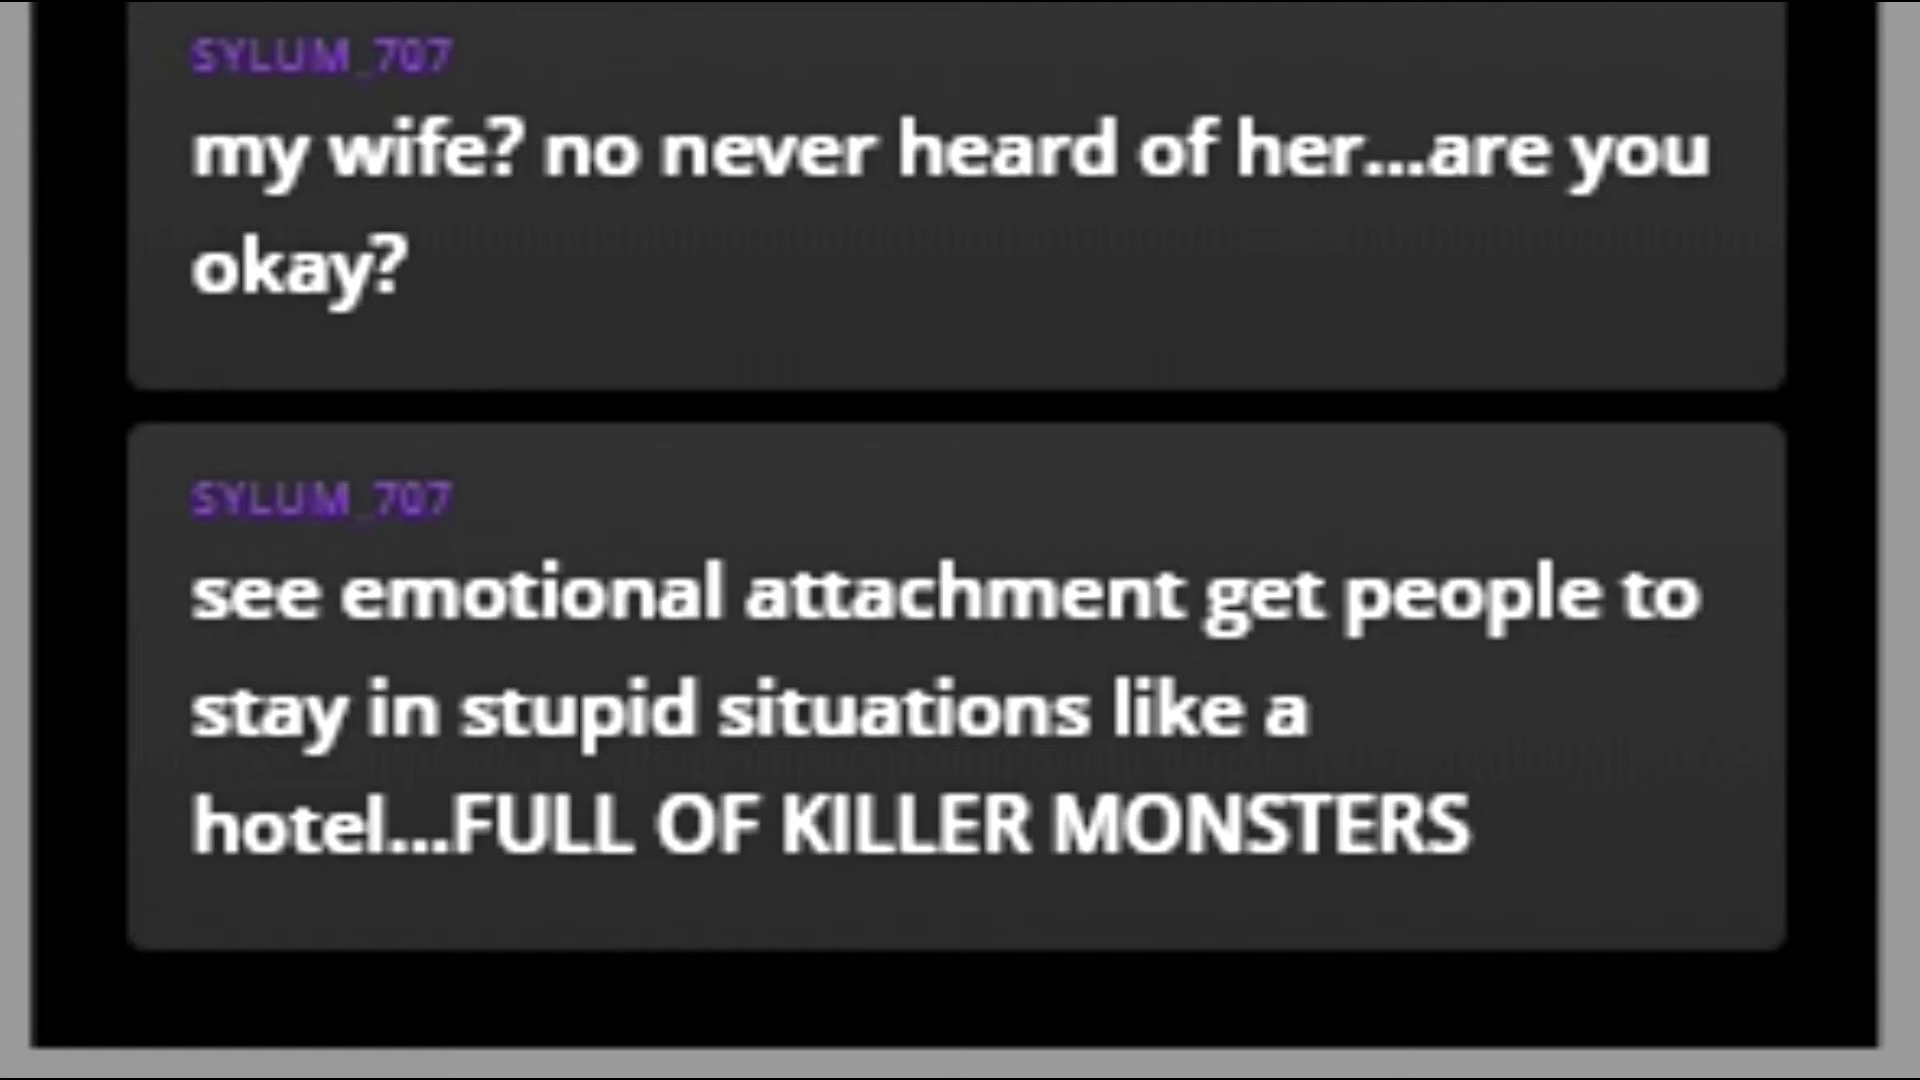 SYLUM_707
my wife? no never heard of her...are you
okay?
SYLUM_707
see emotional attachment get people to
stay in stupid situations like a
hotel...FULL OF KILLER MONSTERS